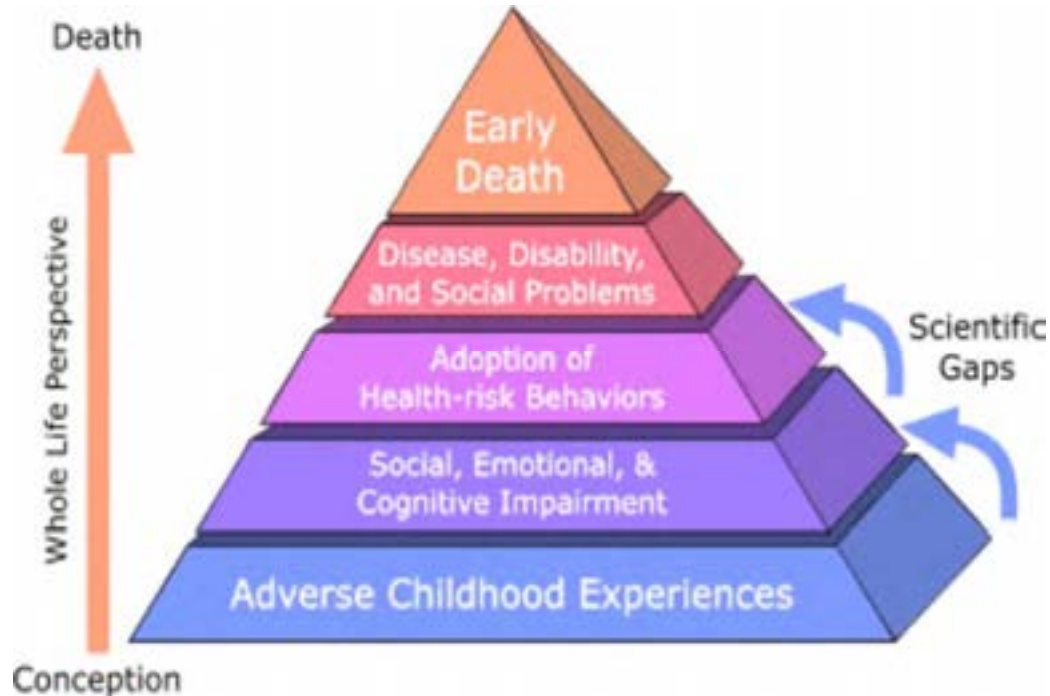 Death
Whole Life Perspective
Conception
Early
Death
Disease, Disability,
and Social Problems
Adoption of
Health-risk Behaviors
Social, Emotional, &
Cognitive Impairment
Adverse Childhood Experiences
Scientific
Gaps